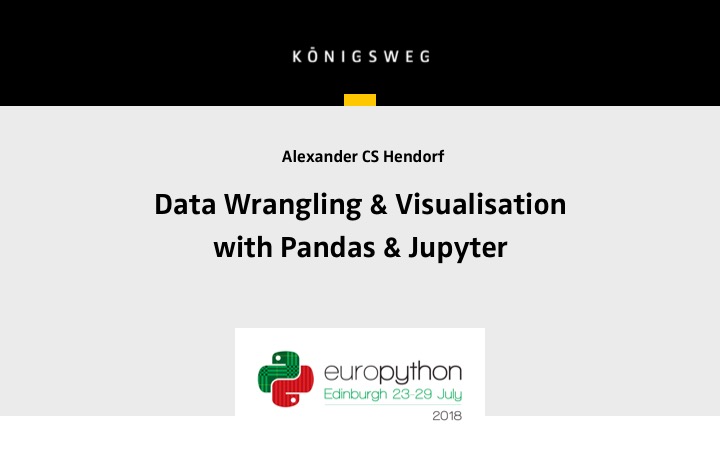 KÖNIGSWEG
Alexander CS Hendorf
Data Wrangling & Visualisation
with Pandas & Jupyter
europython
Edinburgh 23-29 July
2018